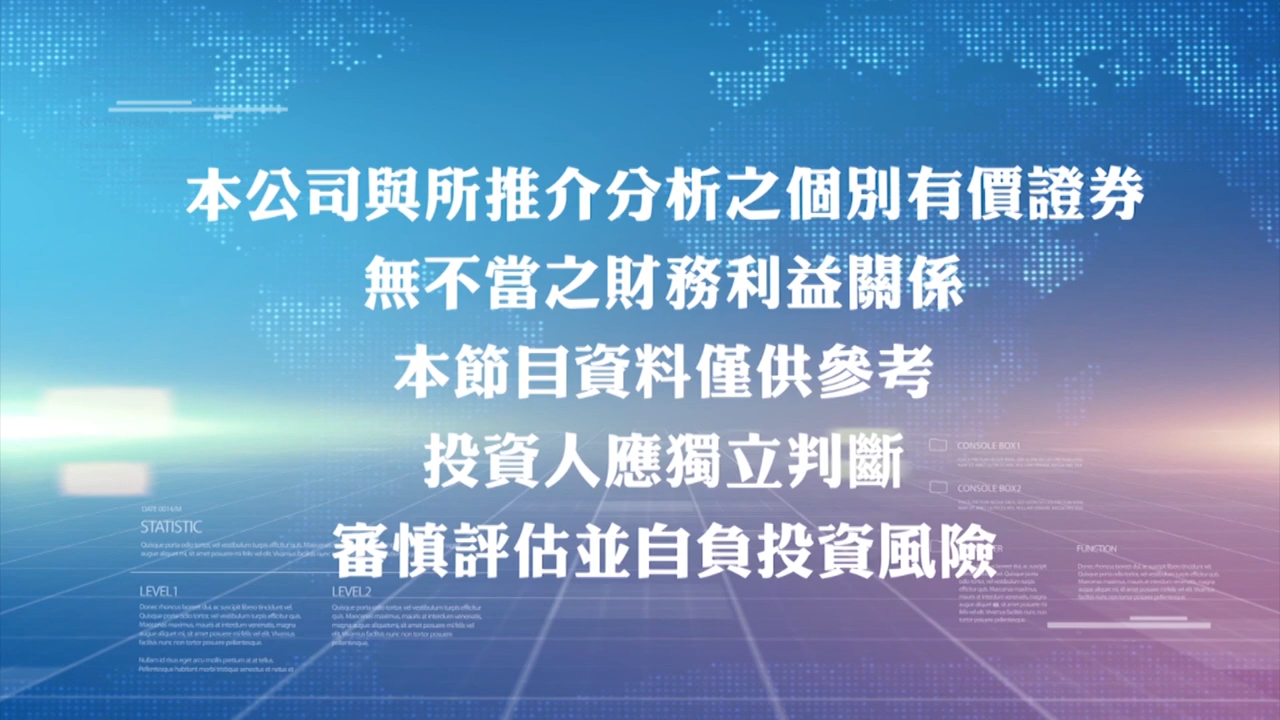 本公司與所推介分析之個別有價證券
無不當之財務利益關係
本節目資料僅供參考
投資人應獨立判斷
審慎評估並自負投資風險
CONSOLE BOX1
CONSOLE BOX2
STATISTIC
FUNCTION
LEVEL1
LEVEL2